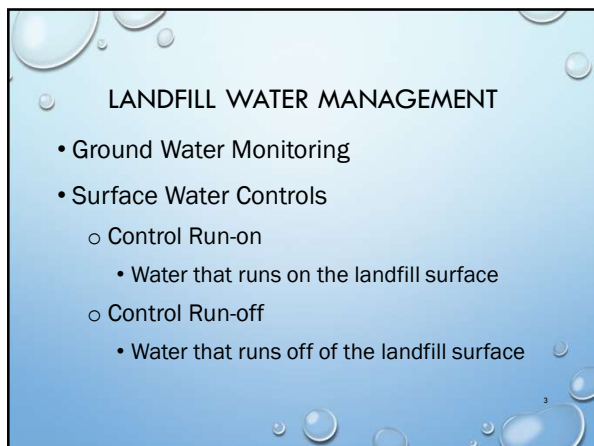 LANDFILL WATER MANAGEMENT
• Ground Water Monitoring
• Surface Water Controls
o Control Run-on
• Water that runs on the landfill surface
o Control Run-off
• Water that runs off of the landfill surface
3